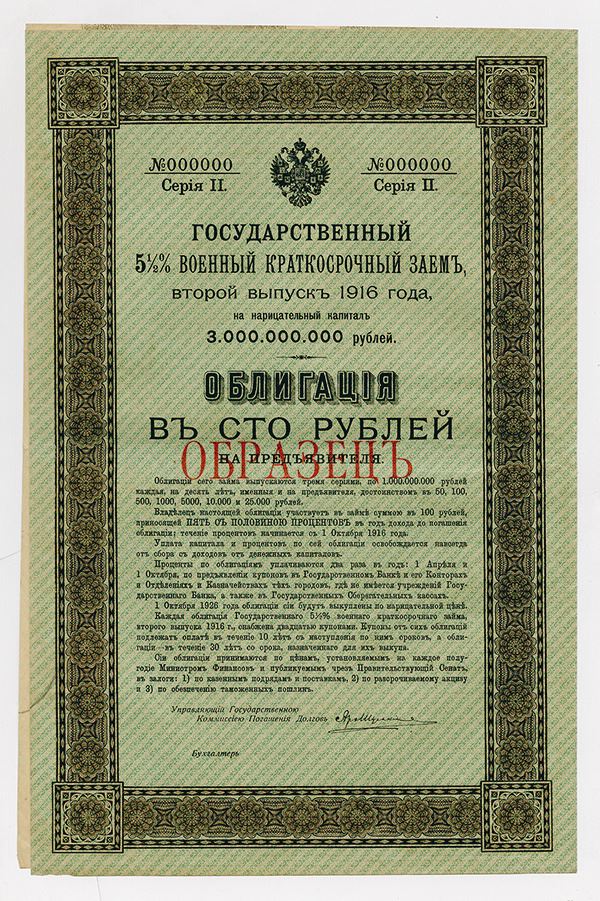 №000000 №000000
Серія II. Серія II.
ГОСУДАРСТВЕННЫЙ
5½% ВОЕННЫЙ КРАТКОСРОЧНЫЙ ЗАЕМЪ,
второй выпускъ 1916 года,
на нарицательный капиталъ
3.000.000.000 рублей.
ОБЛИГАЦІЯ
ВЪ СТО РУБЛЕЙ
НА ПРЕДЪЯВИТЕЛЯ.
ОБРАЗЕЦЪ
Облигаціи сего займа выпускаются тремя серіями, по 1.000.000.000 рублей
каждая, на десять лѣтъ, именныя и на предъявителя, достоинствомъ въ 50, 100,
500, 1000, 5000, 10.000 и 25.000 рублей.
Владѣлецъ настоящей облигаціи участвуетъ въ займѣ суммою въ 100 рублей,
приносящей ПЯТЬ СЪ ПОЛОВИНОЮ ПРОЦЕНТОВЪ въ годъ дохода до погашенія
облигаціи; теченіе процентовъ начинается съ 1 Октября 1916 года.
Уплата капитала и процентовъ по сей облигаціи освобождается навсегда
отъ сбора съ доходовъ отъ денежныхъ капиталовъ.
Проценты по облигаціямъ уплачиваются два раза въ годъ: 1 Апрѣля и
1 Октября, по предъявленіи купоновъ въ Государственномъ Банкѣ и его Конторахъ
и Отдѣленіяхъ и Казначействахъ тѣхъ городовъ, гдѣ не имѣется учрежденій Госу-
дарственнаго Банка, а также въ Государственныхъ Сберегательныхъ кассахъ.
1 Октября 1926 года облигаціи сіи будутъ выкуплены по нарицательной цѣнѣ.
Каждая облигація Государственнаго 5½% военнаго краткосрочнаго займа,
второго выпуска 1916 г., снабжена двадцатью купонами. Купоны отъ сихъ облигацій
подлежатъ оплатѣ въ теченіе 10 лѣтъ съ наступленія по нимъ сроковъ, а обли-
гаціи—въ теченіе 30 лѣтъ со срока, назначеннаго для ихъ выкупа.
Сіи облигаціи принимаются по цѣнамъ, установляемымъ на каждое полу-
годіе Министромъ Финансовъ и публикуемымъ чрезъ Правительствующій Сенатъ,
въ залоги: 1) по казеннымъ подрядамъ и поставкамъ, 2) по разсрочиваемому акцизу
и 3) по обезпеченію таможенныхъ пошлинъ.
Управляющій Государственною
Коммиссіею Погашенія Долговъ
Бухгалтеръ